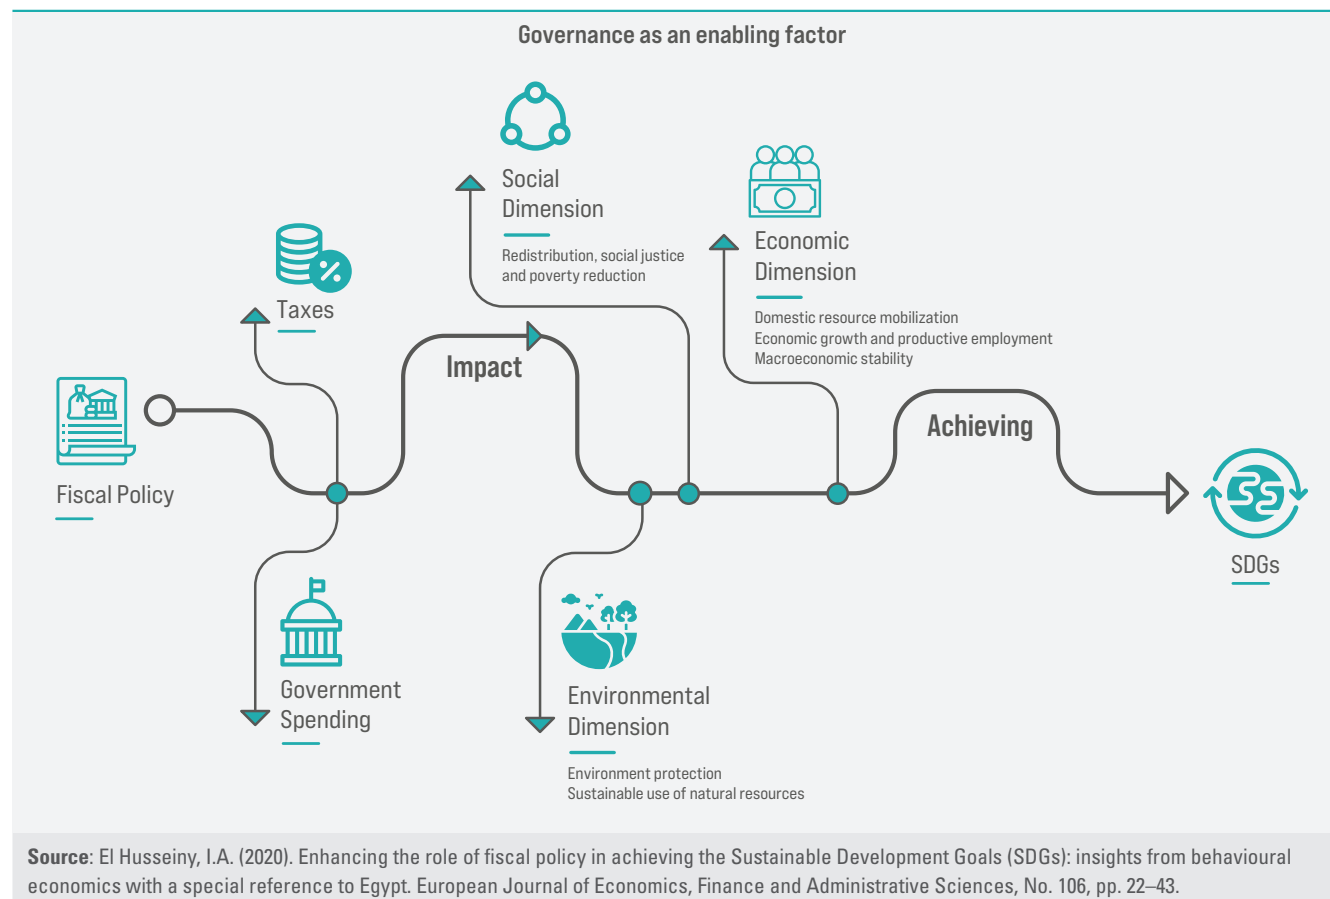 Governance as an enabling factor
Social
Dimension
Redistribution, social justice
and poverty reduction
Economic
Dimension
Domestic resource mobilization
Economic growth and productive employment
Macroeconomic stability
Taxes
Impact
Achieving
Fiscal Policy
SDGs
Government
Spending
Environmental
Dimension
Environment protection
Sustainable use of natural resources
Source: El Husseiny, I.A. (2020). Enhancing the role of fiscal policy in achieving the Sustainable Development Goals (SDGs): insights from behavioural
economics with a special reference to Egypt. European Journal of Economics, Finance and Administrative Sciences, No. 106, pp. 22–43.